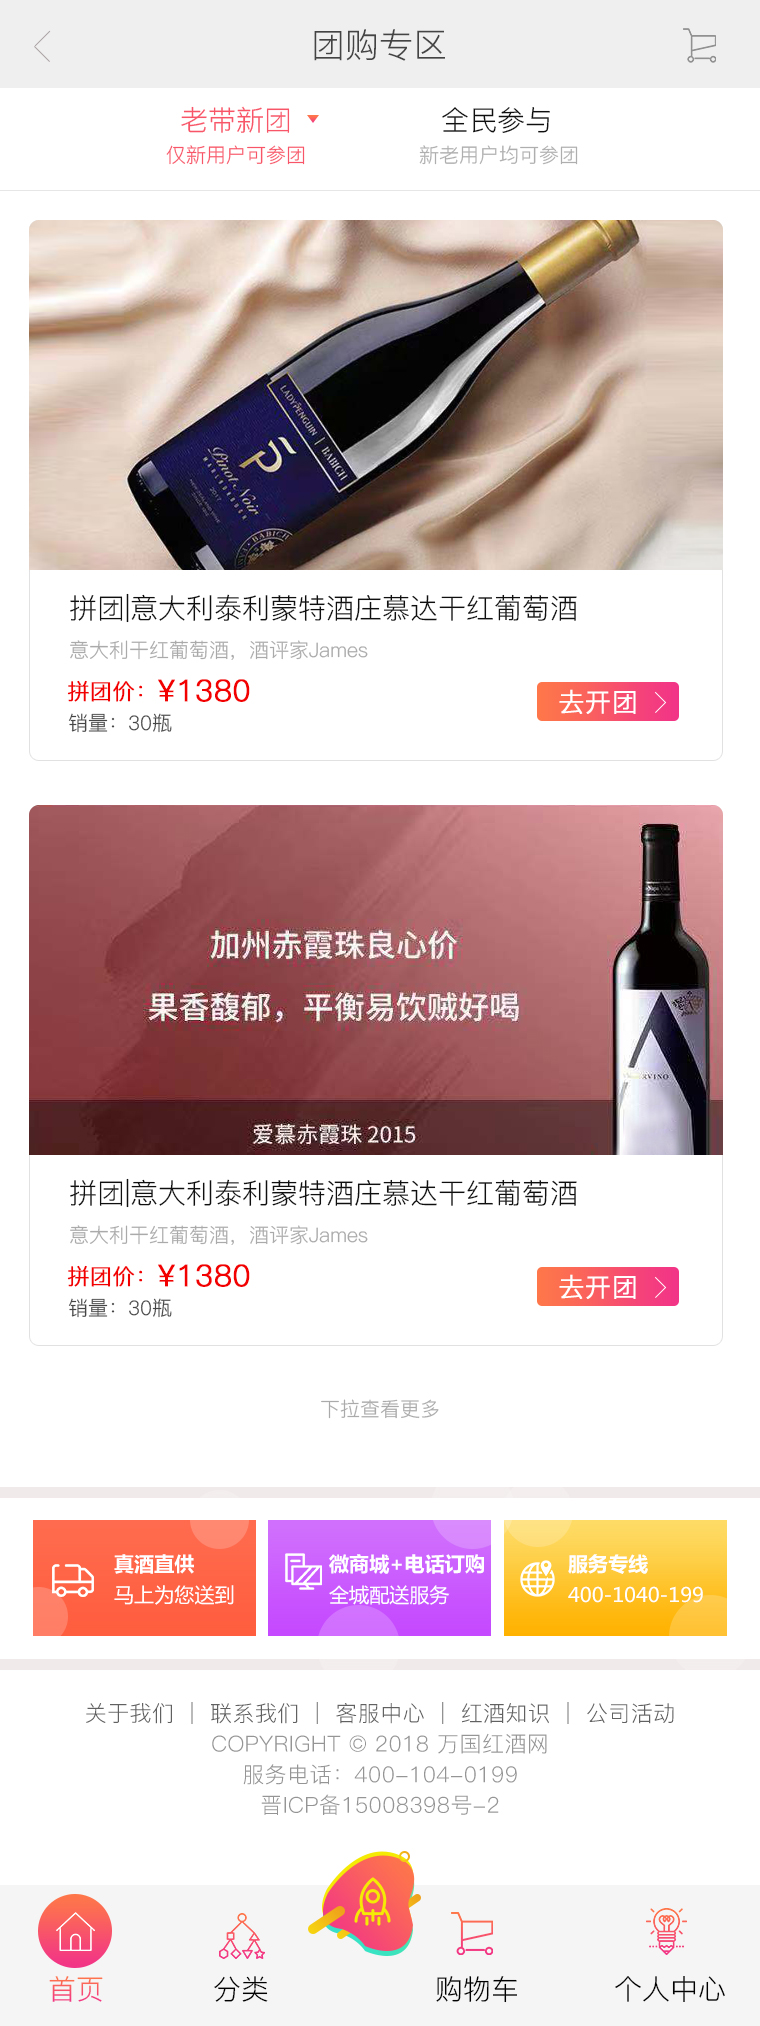 团购专区
老带新团 全民参与
仅新用户可参团 新老用户均可参团
LADYPENGUIN | BABICH
Pinot Noir
MARLBOROUGH
2017
BABICH
拼团|意大利泰利蒙特酒庄慕达干红葡萄酒
意大利干红葡萄酒，酒评家James
拼团价：¥1380
销量：30瓶
去开团
加州赤霞珠良心价
果香馥郁，平衡易饮贼好喝
爱慕赤霞珠 2015
拼团|意大利泰利蒙特酒庄慕达干红葡萄酒
意大利干红葡萄酒，酒评家James
拼团价：¥1380
销量：30瓶
去开团
下拉查看更多
真酒直供
马上为您送到
微商城+电话订购
全城配送服务
服务专线
400-1040-199
关于我们 | 联系我们 | 客服中心 | 红酒知识 | 公司活动
COPYRIGHT © 2018 万国红酒网
服务电话：400-104-0199
晋ICP备15008398号-2
首页 分类 购物车 个人中心